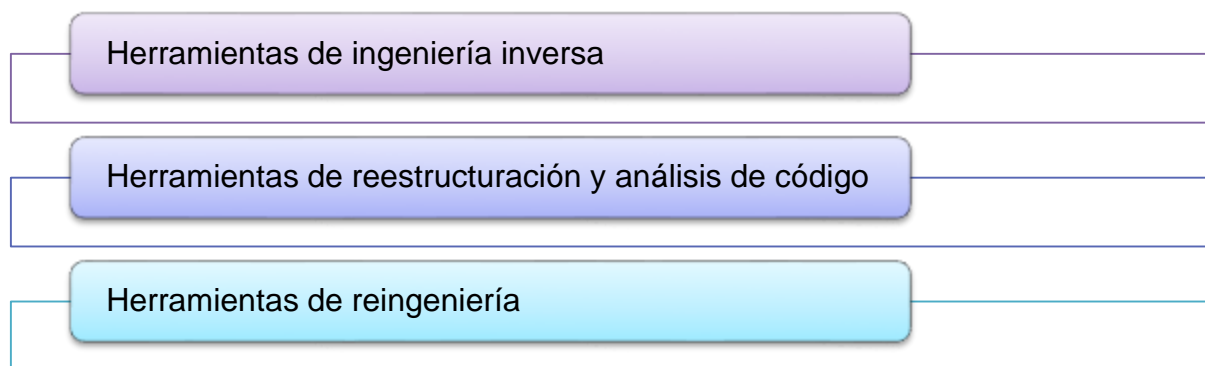 Herramientas de ingeniería inversa
Herramientas de reestructuración y análisis de código
Herramientas de reingeniería